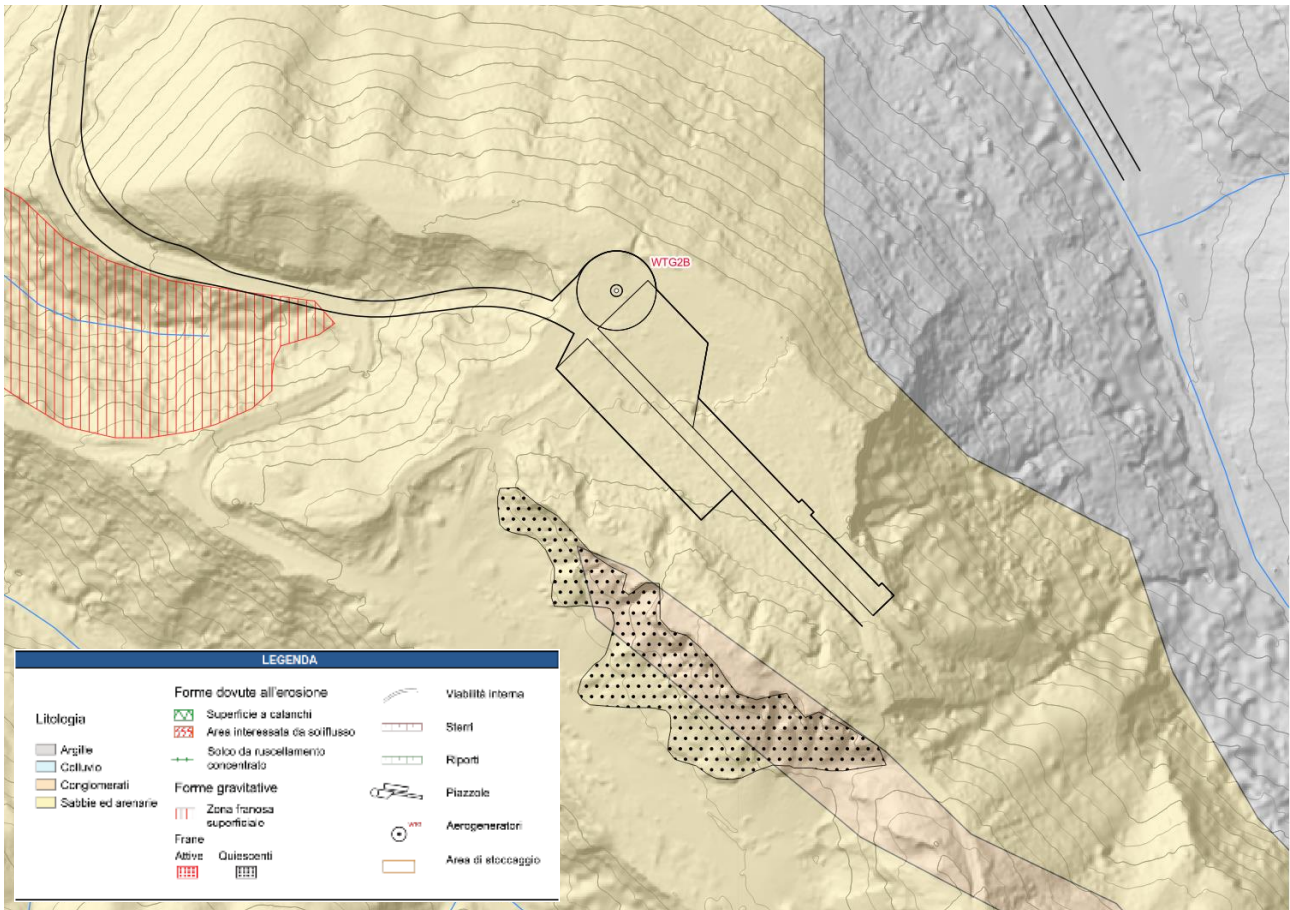 WTG2B
LEGENDA
Litologia
Argille
Colluvio
Conglomerati
Sabbie ed arenarie
Forme dovute all'erosione
Superficie a calanchi
Area interessata da soliflusso
Solco da ruscellamento
concentrato
Forme gravitative
Zona franosa
superficiale
Frane
Attive Quiescenti
Viabilità interna
Sterri
Riporti
Piazzole
Aerogeneratori
Area di stoccaggio